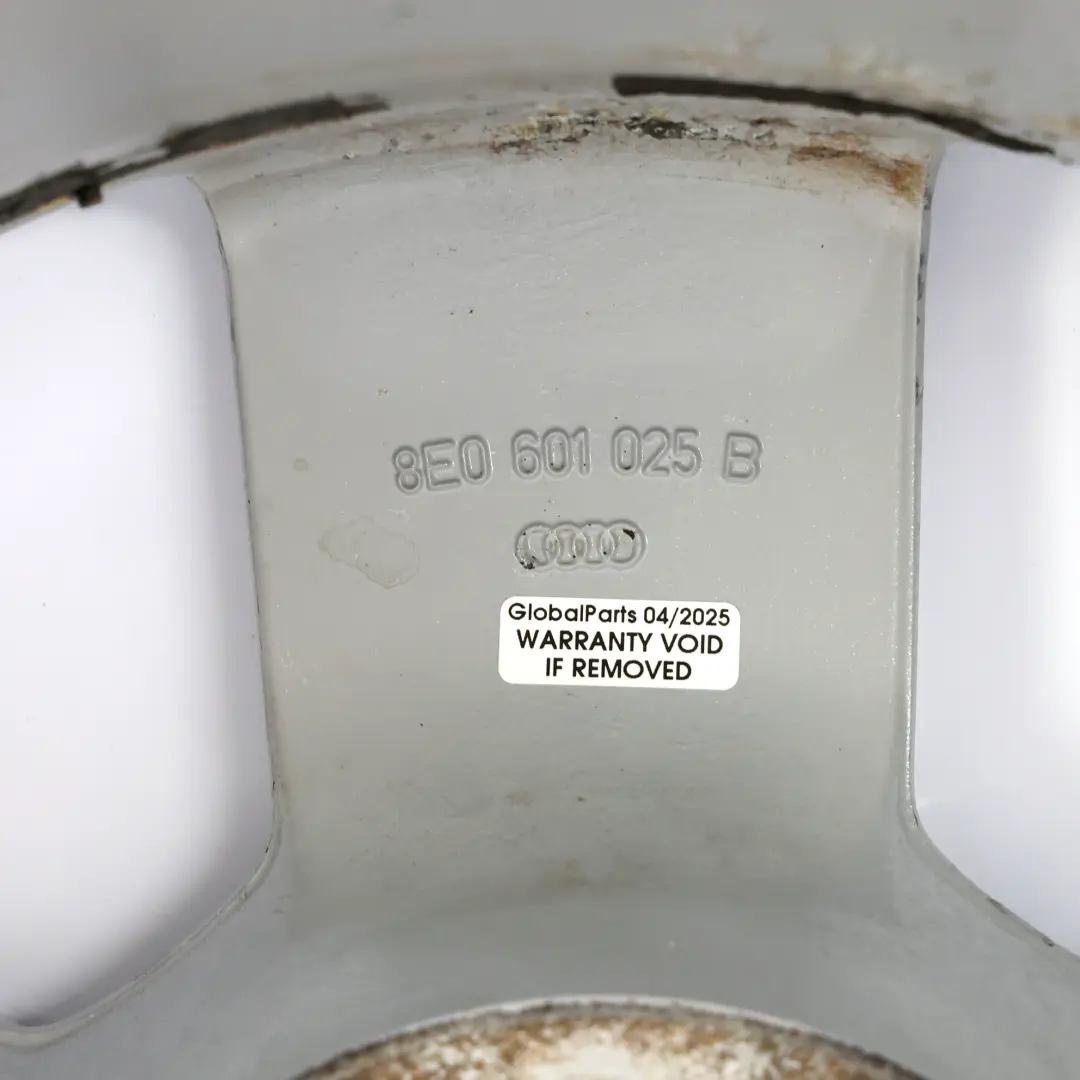 8E0 601 025 B
GlobalParts 04/2025
WARRANTY VOID
IF REMOVED